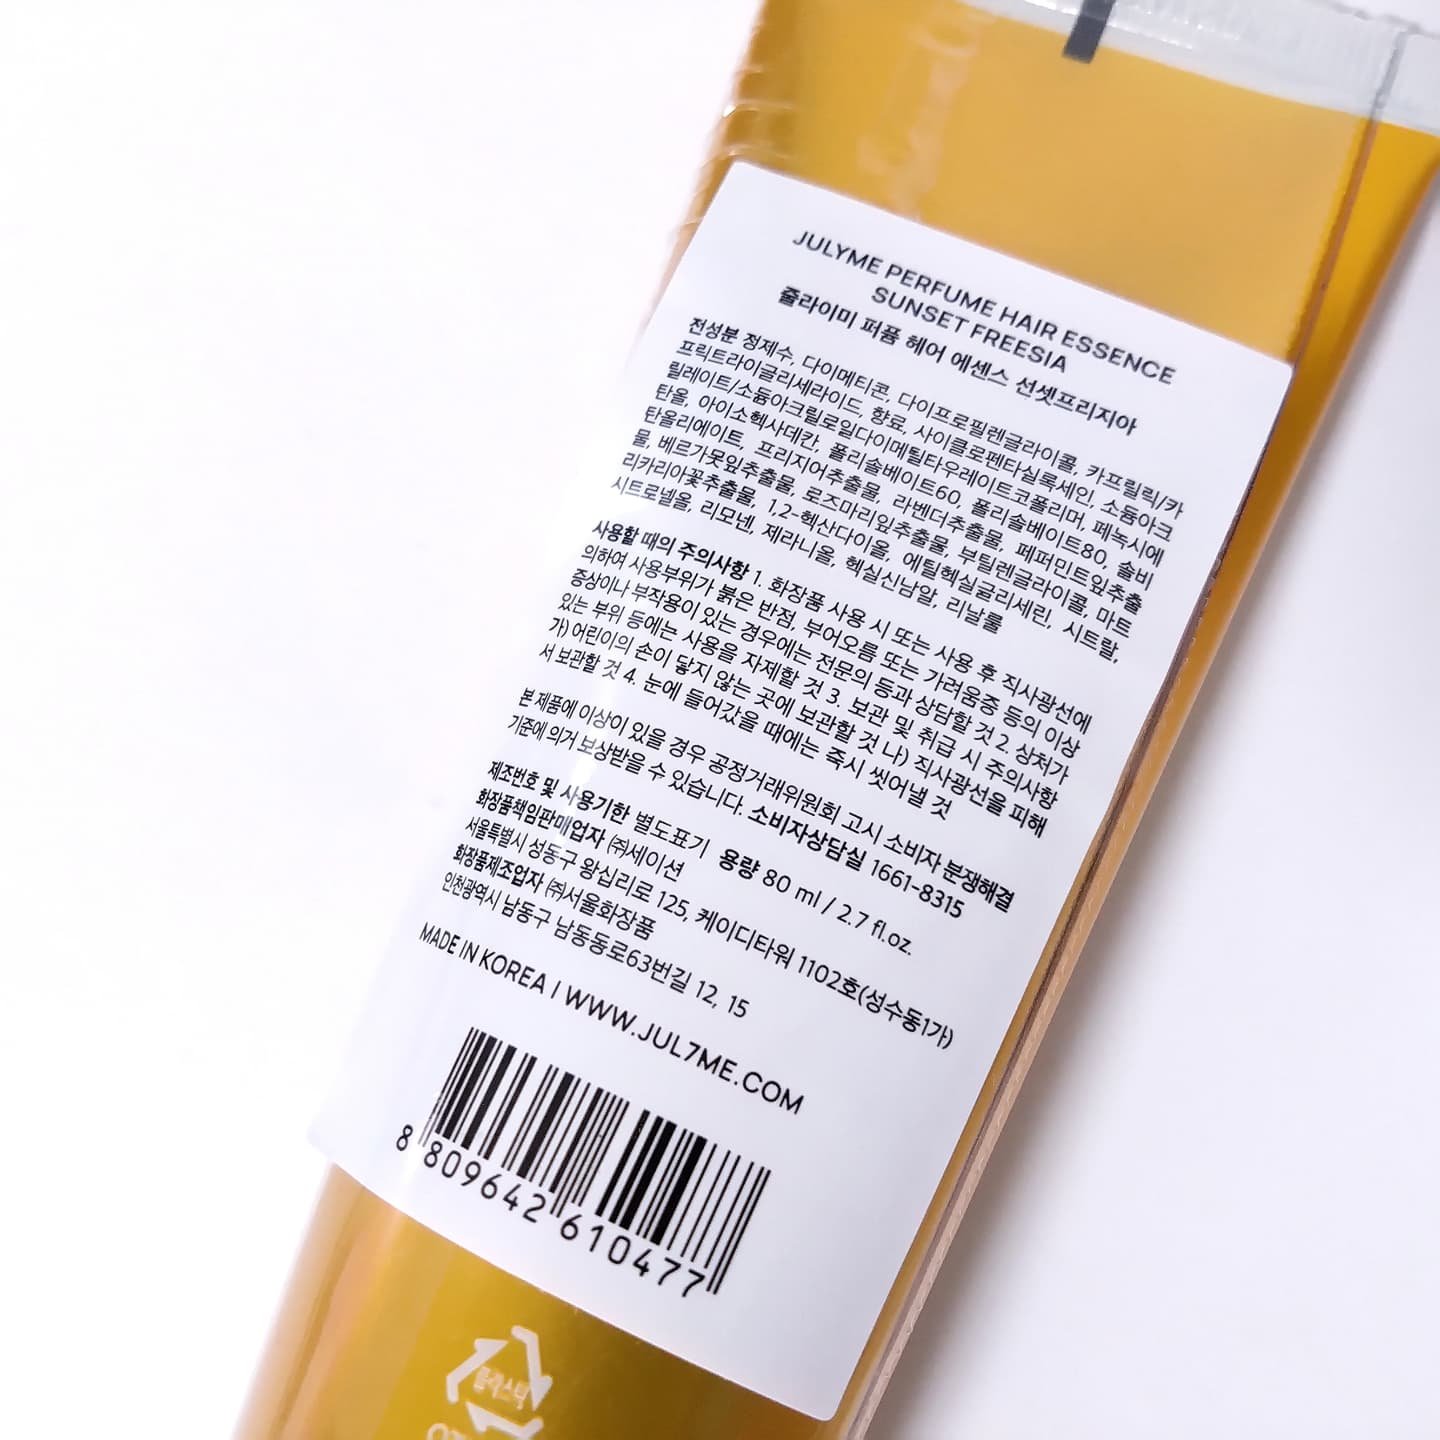 JULYME PERFUME HAIR ESSENCE
SUNSET FREESIA
줄라이미 퍼퓸 헤어 에센스 선셋프리지아
전성분 정제수, 다이메티콘, 다이프로필렌글라이콜, 카프릴릭/카
프릭트라이글리세라이드, 향료, 사이클로펜타실록세인, 소듐아크
릴레이트/소듐아크릴로일다이메틸타우레이트코폴리머, 페녹시에
탄올, 아이소헥사데칸, 폴리솔베이트60, 폴리솔베이트80, 솔비
탄올리에이트, 프리지어추출물, 라벤더추출물, 페퍼민트잎추출
물, 베르가못잎추출물, 로즈마리잎추출물, 부틸렌글라이콜, 마트
리카리아꽃추출물, 1,2-헥산다이올, 에틸헥실글리세린, 시트랄,
시트로넬올, 리모넨, 제라니올, 헥실신남알, 리날룰
사용할 때의 주의사항 1. 화장품 사용 시 또는 사용 후 직사광선에
의하여 사용부위가 붉은 반점, 부어오름 또는 가려움증 등의 이상
증상이나 부작용이 있는 경우에는 전문의 등과 상담할 것 2. 상처가
있는 부위 등에는 사용을 자제할 것 3. 보관 및 취급 시 주의사항
가) 어린이의 손이 닿지 않는 곳에 보관할 것 나) 직사광선을 피해
서 보관할 것 4. 눈에 들어갔을 때에는 즉시 씻어낼 것
본 제품에 이상이 있을 경우 공정거래위원회 고시 소비자 분쟁해결
기준에 의거 보상받을 수 있습니다. 소비자상담실 1661-8315
제조번호 및 사용기한 별도표기 용량 80 ml / 2.7 fl.oz.
화장품책임판매업자 ㈜세이션
서울특별시 성동구 왕십리로 125, 케이디타워 1102호(성수동1가)
화장품제조업자 ㈜서울화장품
인천광역시 남동구 남동동로63번길 12, 15
MADE IN KOREA I WWW.JUL7ME.COM
8 809642 610477
플라스틱